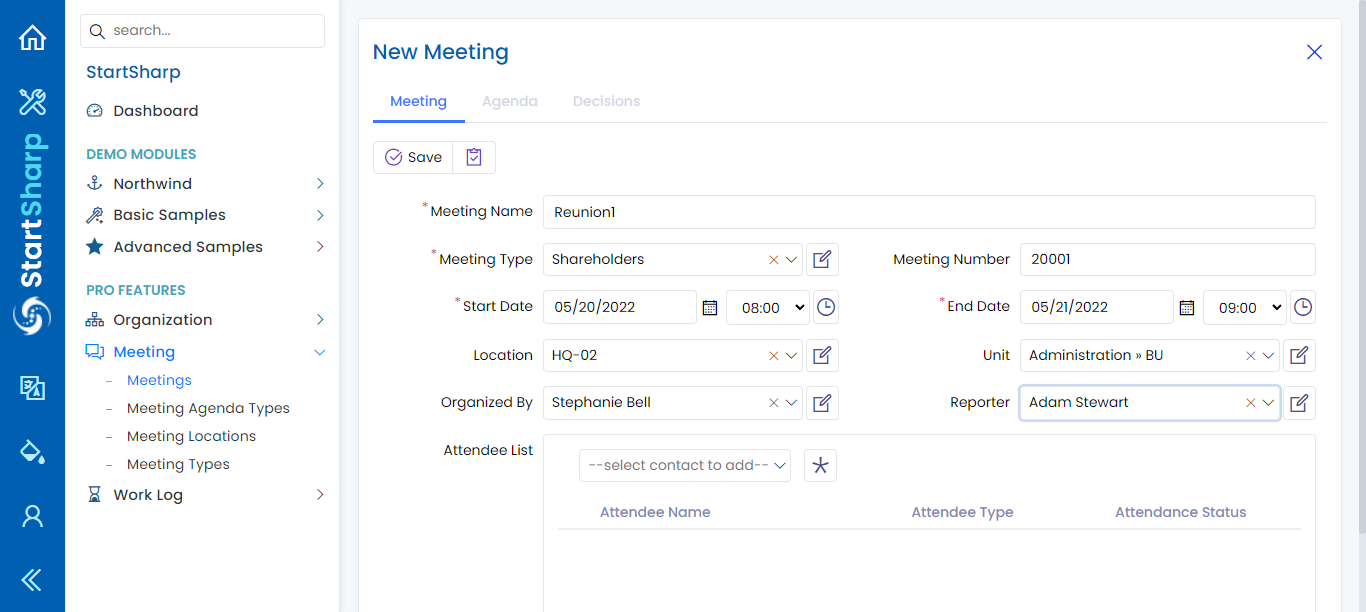 StartSharp
search...
StartSharp
Dashboard
DEMO MODULES
Northwind
Basic Samples
Advanced Samples
PRO FEATURES
Organization
Meeting
Meetings
Meeting Agenda Types
Meeting Locations
Meeting Types
Work Log
New Meeting
Meeting Agenda Decisions
Save
*Meeting Name Reunion1
*Meeting Type Shareholders Meeting Number 20001
*Start Date 05/20/2022 08:00 *End Date 05/21/2022 09:00
Location HQ-02 Unit Administration » BU
Organized By Stephanie Bell Reporter Adam Stewart
Attendee List
--select contact to add--
Attendee Name Attendee Type Attendance Status